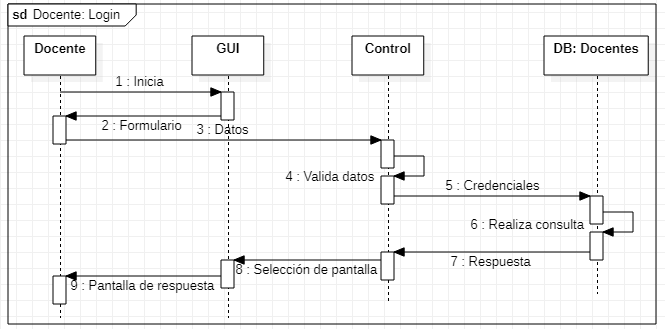 sd Docente: Login
Docente
GUI
Control
DB: Docentes
1 : Inicia
2 : Formulario
3 : Datos
4 : Valida datos
5 : Credenciales
6 : Realiza consulta
7 : Respuesta
8 : Selección de pantalla
9 : Pantalla de respuesta